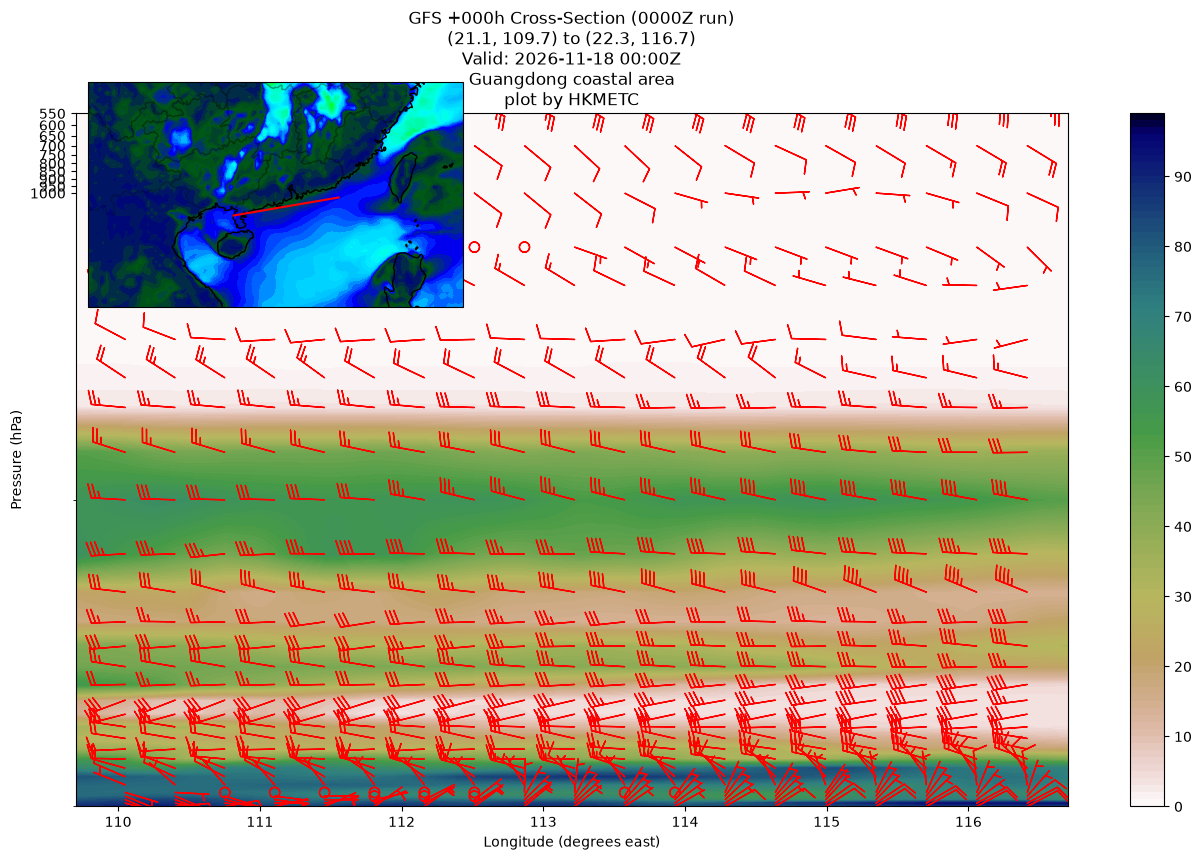 GFS +000h Cross-Section (0000Z run)
(21.1, 109.7) to (22.3, 116.7)
Valid: 2026-11-18 00:00Z
Guangdong coastal area
plot by HKMETC
550
600
650
700
750
800
850
900
950
1000
Pressure (hPa)
110 111 112 113 114 115 116
Longitude (degrees east)
90
80
70
60
50
40
30
20
10
0